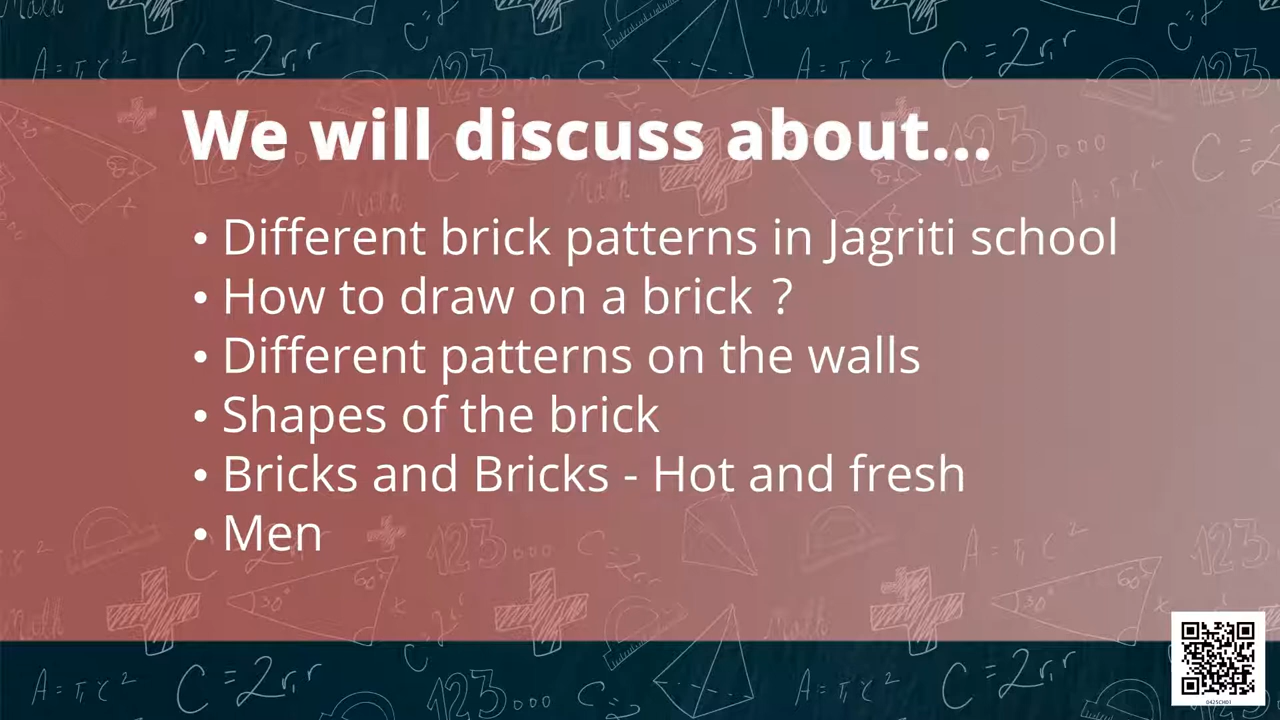 We will discuss about...
• Different brick patterns in Jagriti school
• How to draw on a brick ?
• Different patterns on the walls
• Shapes of the brick
• Bricks and Bricks - Hot and fresh
• Men
0425CH01